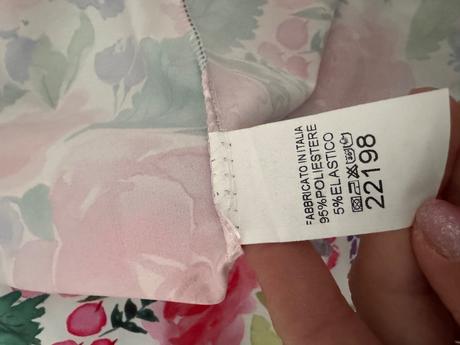 FABBRICATO IN ITALIA
95%POLIESTERE
5%ELASTICO
22198